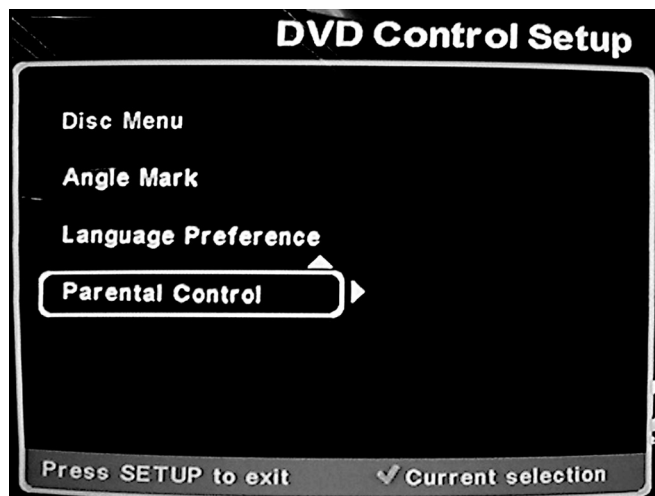 DVD Control Setup
Disc Menu
Angle Mark
Language Preference
Parental Control
Press SETUP to exit ✓Current selection